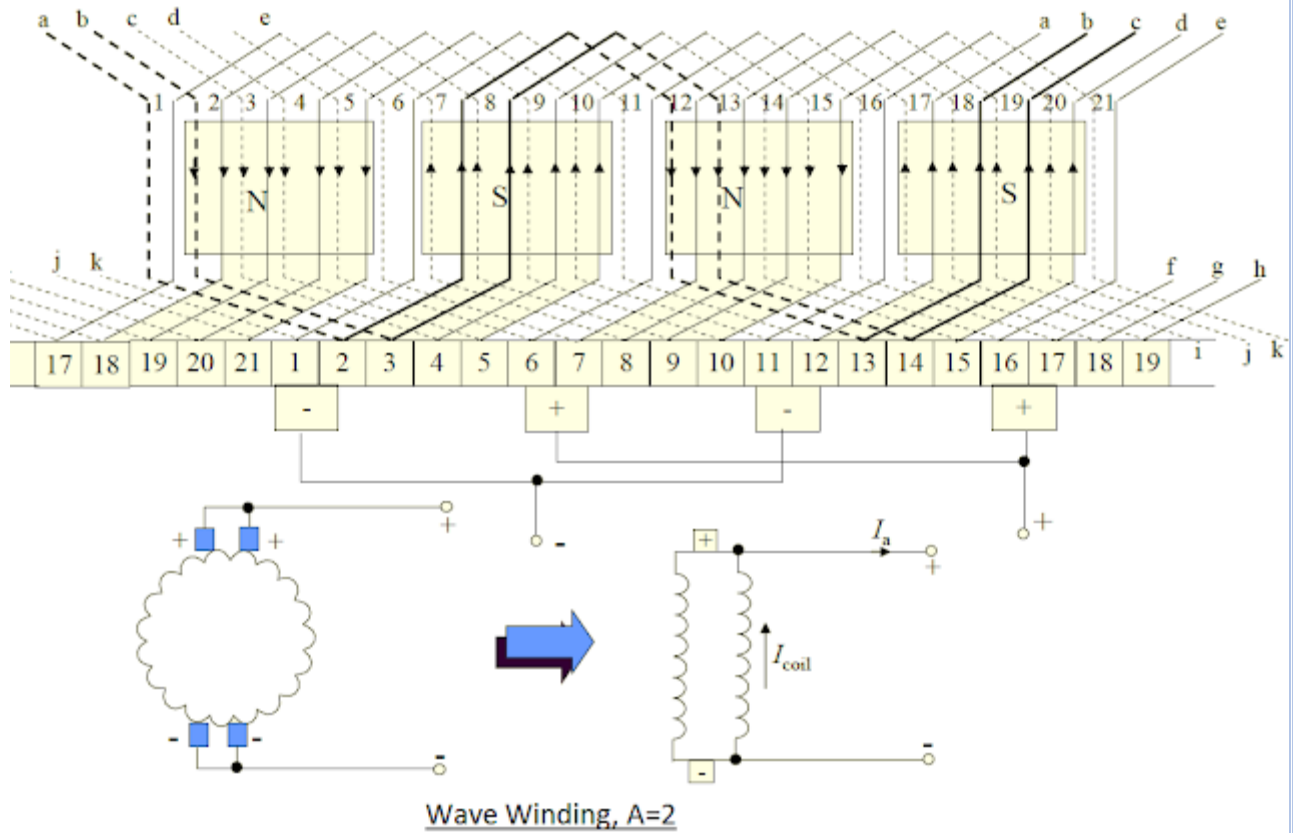 a b c d e a b c d e
1 2 3 4 5 6 7 8 9 10 11 12 13 14 15 16 17 18 19 20 21
N S N S
j k f g h
17 18 19 20 21 1 2 3 4 5 6 7 8 9 10 11 12 13 14 15 16 17 18 19 i j k
- + - +
+ - + Ia +
+ + +
Icoil
- - - - -
Wave Winding, A=2